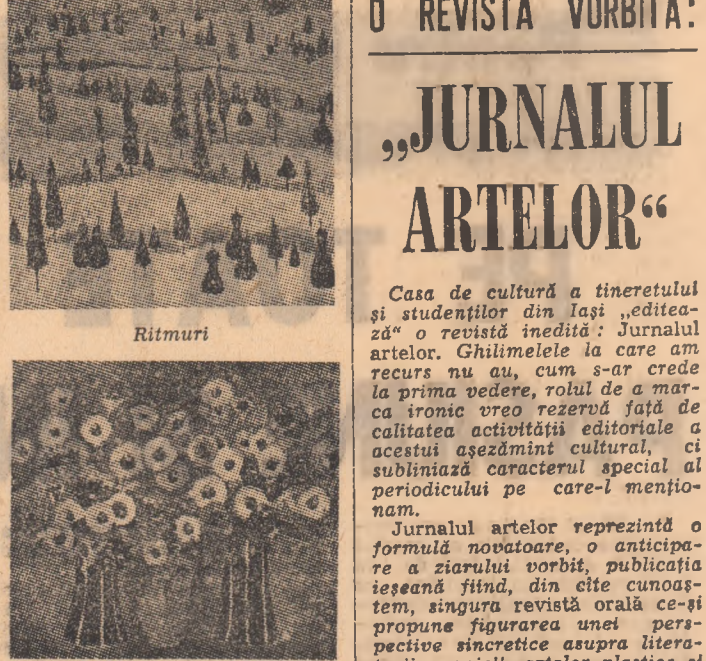 Ritmuri
O REVISTA VORBITA:
„JURNALUL
ARTELOR“
Casa de cultură a tineretului
și studenților din Iași „editea-
ză“ o revistă inedită : Jurnalul
artelor. Ghilimelele la care am
recurs nu au, cum s-ar crede
la prima vedere, rolul de a mar-
ca ironic vreo rezervă față de
calitatea activității editoriale a
acestui așezămînt cultural, ci
subliniază caracterul special al
periodicului pe care-l mențio-
nam.
Jurnalul artelor reprezintă o
formulă novatoare, o anticipa-
re a ziarului vorbit, publicația
ieșeană fiind, din cîte cunoaș-
tem, singura revistă orală ce-și
propune figurarea unei pers-
pective sincretice asupra litera-